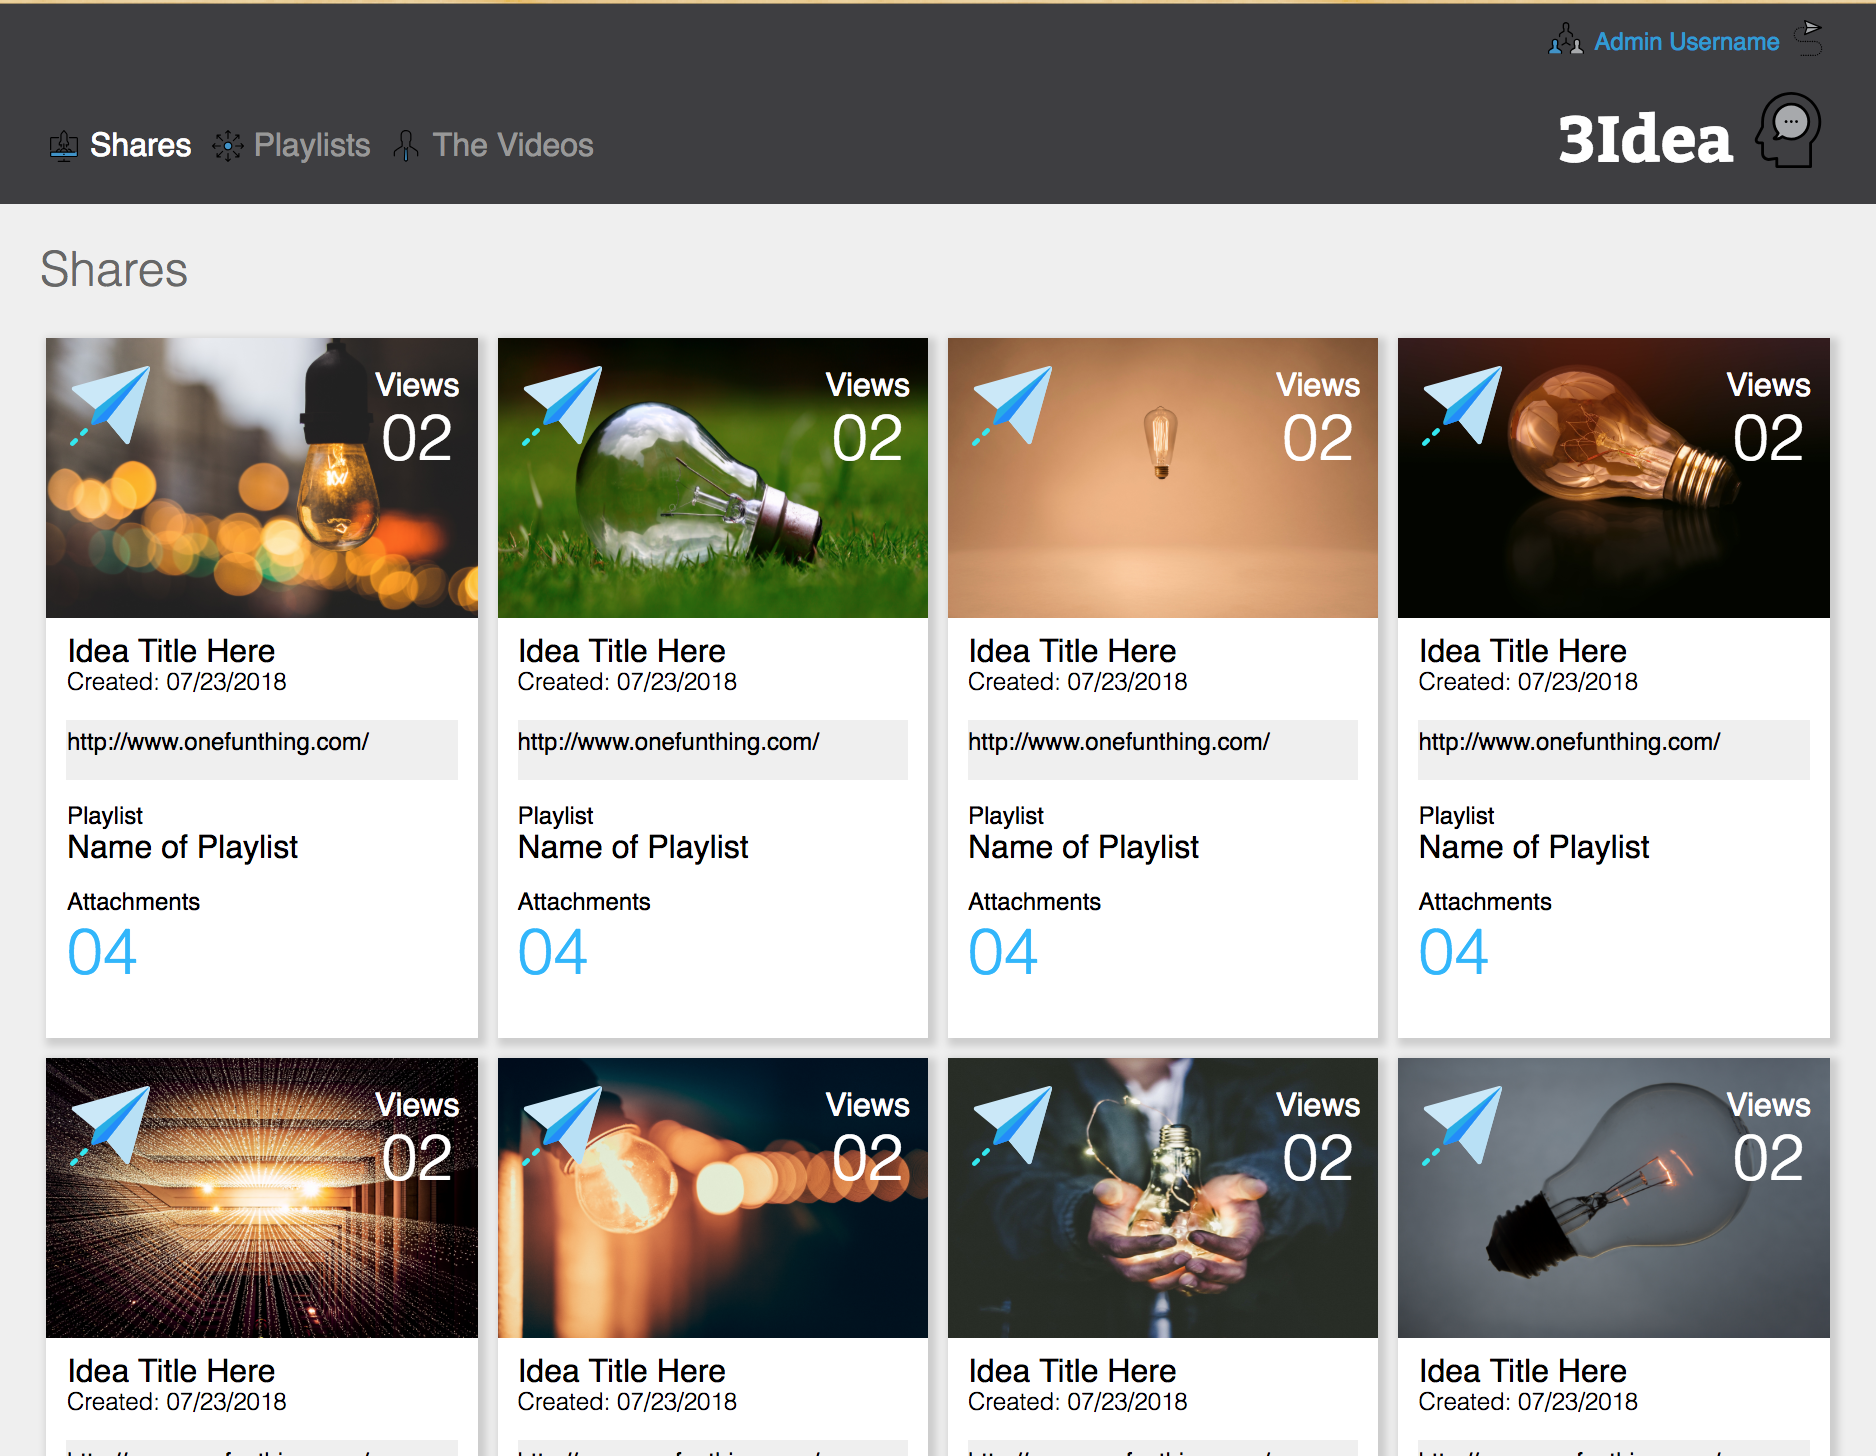 Admin Username
Shares Playlists The Videos
3Idea
Shares
Views Views Views Views
02 02 02 02
Idea Title Here Idea Title Here Idea Title Here Idea Title Here
Created: 07/23/2018 Created: 07/23/2018 Created: 07/23/2018 Created: 07/23/2018
http://www.onefunthing.com/ http://www.onefunthing.com/ http://www.onefunthing.com/ http://www.onefunthing.com/
Playlist Playlist Playlist Playlist
Name of Playlist Name of Playlist Name of Playlist Name of Playlist
Attachments Attachments Attachments Attachments
04 04 04 04
Views Views Views Views
02 02 02 02
Idea Title Here Idea Title Here Idea Title Here Idea Title Here
Created: 07/23/2018 Created: 07/23/2018 Created: 07/23/2018 Created: 07/23/2018